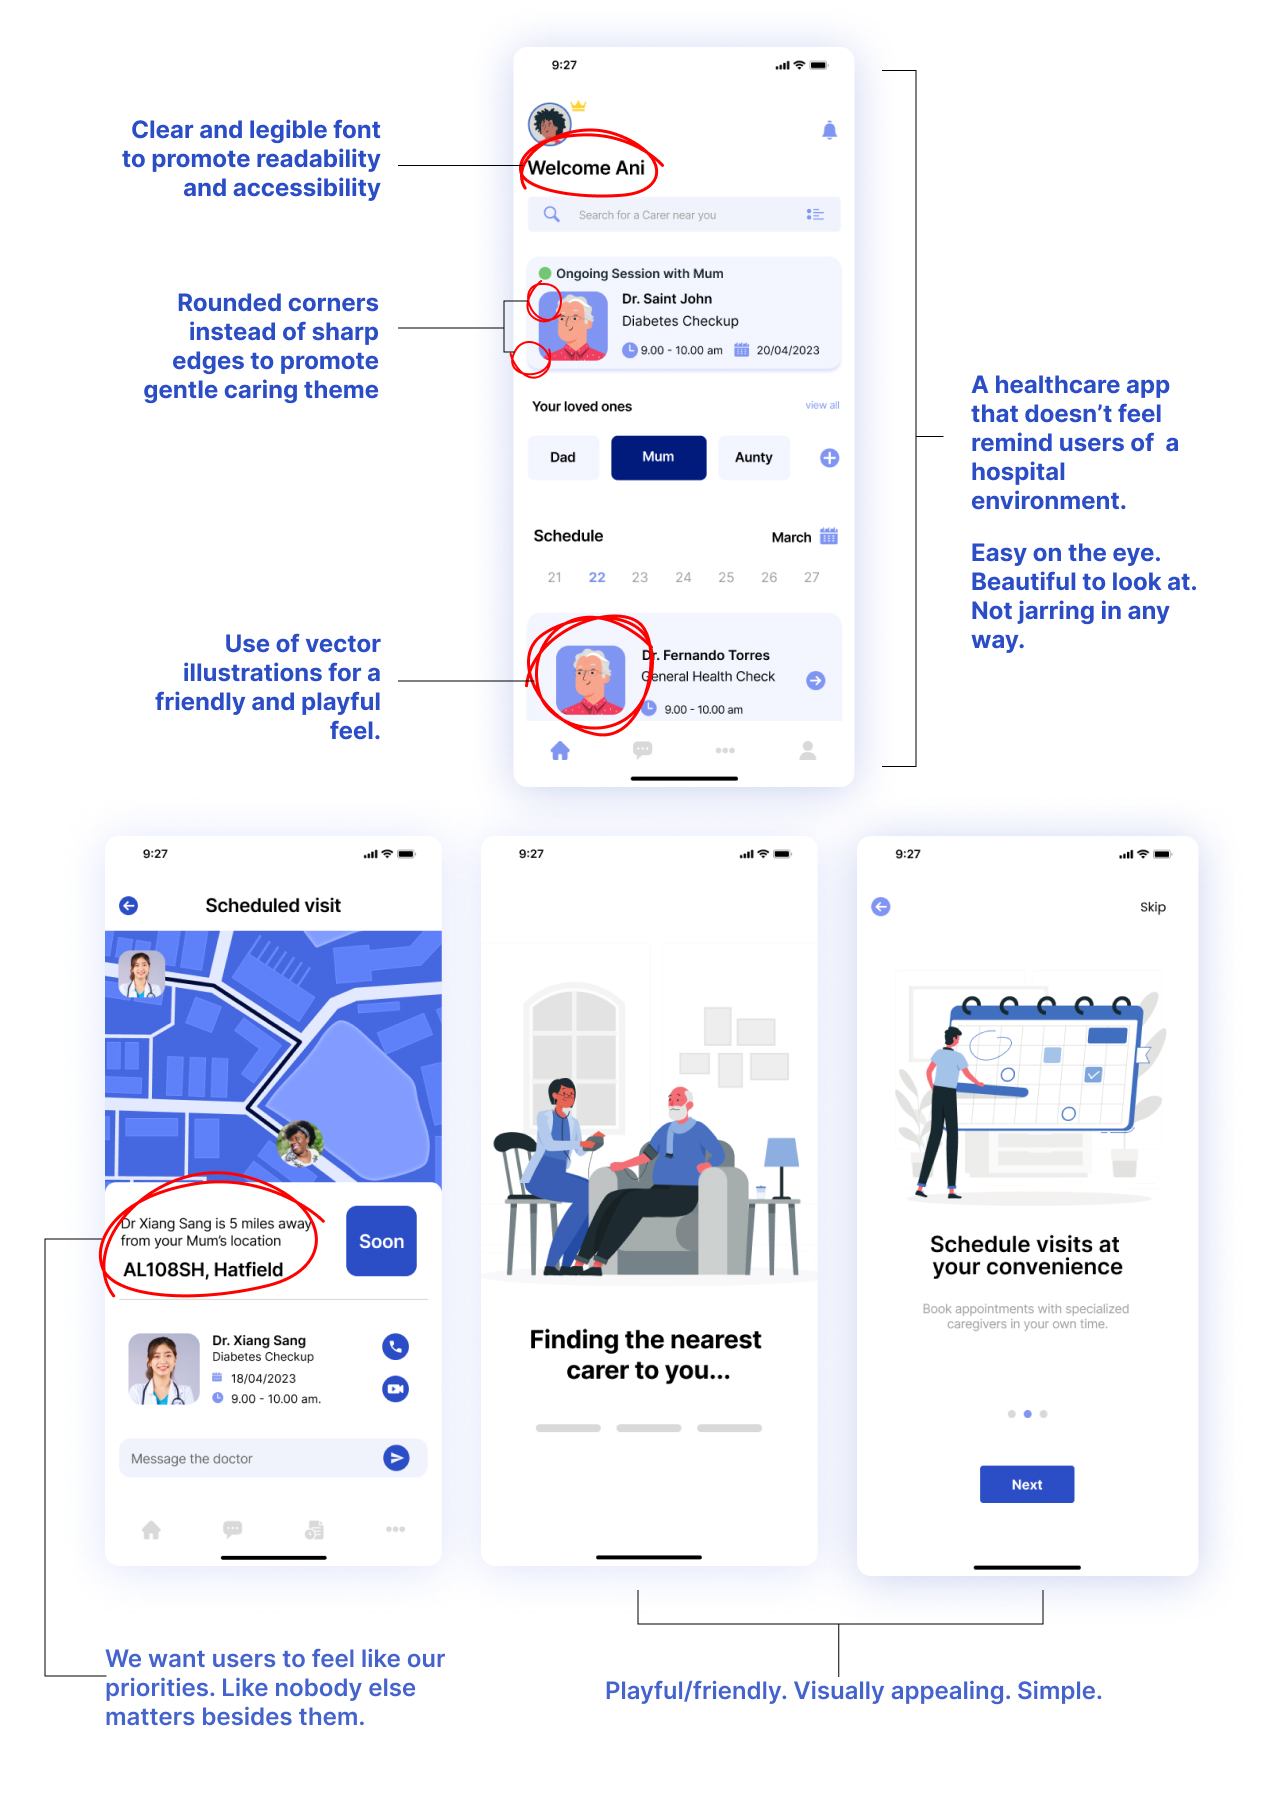 9:27
Clear and legible font
to promote readability
and accessibility
Welcome Ani
Search for a Carer near you
Rounded corners
instead of sharp
edges to promote
gentle caring theme
Ongoing Session with Mum
Dr. Saint John
Diabetes Checkup
9.00 - 10.00 am 20/04/2023
Your loved ones view all
Dad Mum Aunty
A healthcare app
that doesn’t feel
remind users of a
hospital
environment.
Easy on the eye.
Beautiful to look at.
Not jarring in any
way.
Schedule March
21 22 23 24 25 26 27
Use of vector
illustrations for a
friendly and playful
feel.
Dr. Fernando Torres
General Health Check
9.00 - 10.00 am
9:27
Scheduled visit
Dr Xiang Sang is 5 miles away
from your Mum’s location
AL108SH, Hatfield
Soon
Dr. Xiang Sang
Diabetes Checkup
18/04/2023
9.00 - 10.00 am.
Message the doctor
9:27
Finding the nearest
carer to you...
9:27
Skip
Schedule visits at
your convenience
Book appointments with specialized
caregivers in your own time.
Next
We want users to feel like our
priorities. Like nobody else
matters besides them.
Playful/friendly. Visually appealing. Simple.